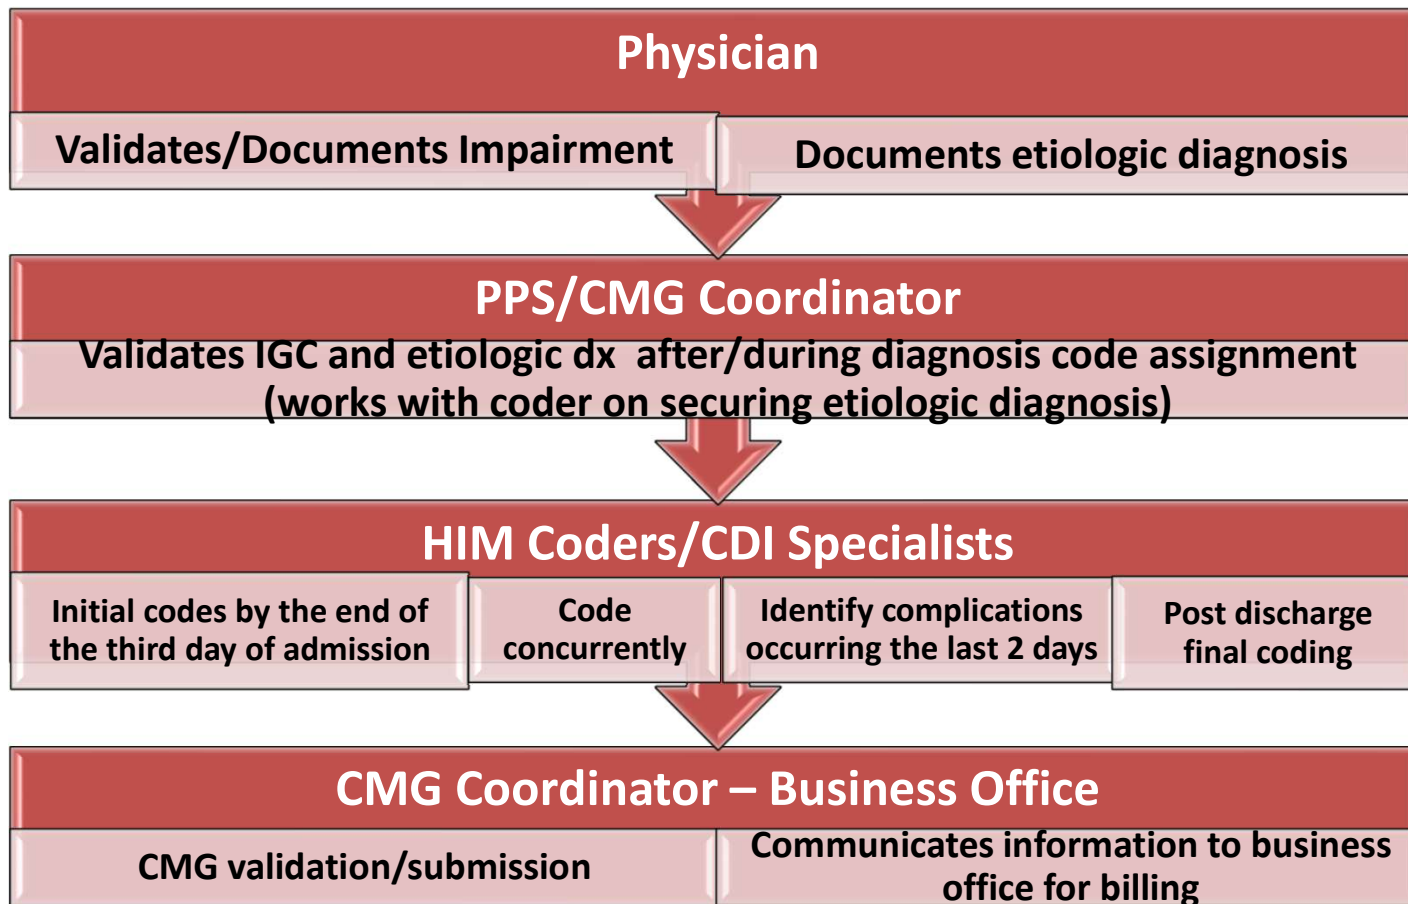 Physician
Validates/Documents Impairment
Documents etiologic diagnosis
PPS/CMG Coordinator
Validates IGC and etiologic dx after/during diagnosis code assignment
(works with coder on securing etiologic diagnosis)
HIM Coders/CDI Specialists
Initial codes by the end of
the third day of admission
Code
concurrently
Identify complications
occurring the last 2 days
Post discharge
final coding
CMG Coordinator – Business Office
CMG validation/submission
Communicates information to business
office for billing